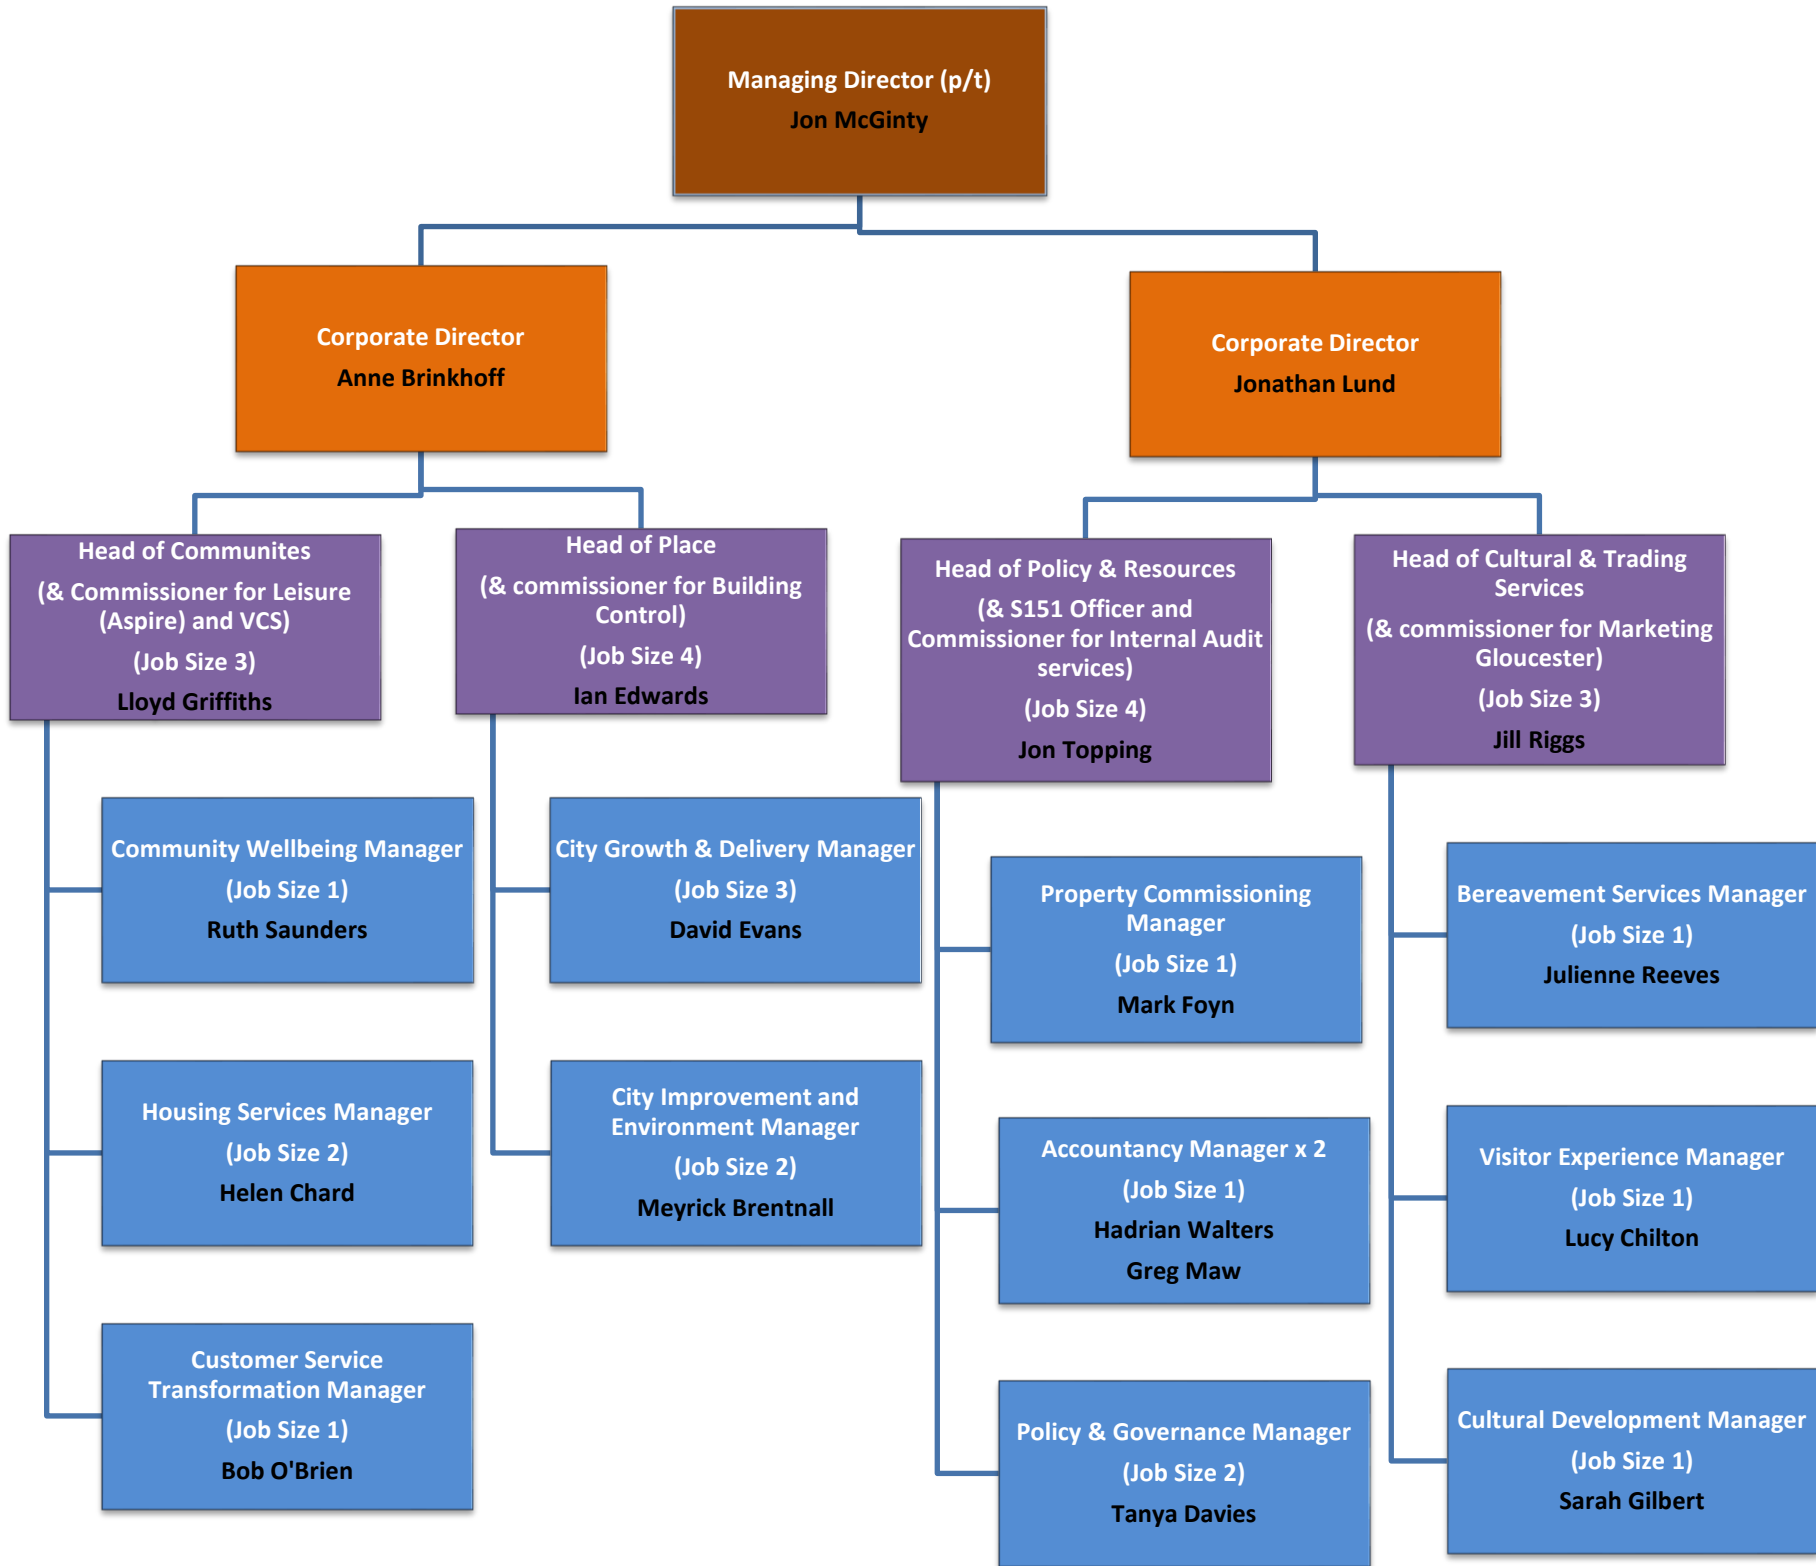 Managing Director (p/t)
Jon McGinty
Corporate Director
Anne Brinkhoff
Corporate Director
Jonathan Lund
Head of Communites
(& Commissioner for Leisure
(Aspire) and VCS)
(Job Size 3)
Lloyd Griffiths
Head of Place
(& commissioner for Building
Control)
(Job Size 4)
Ian Edwards
Head of Policy & Resources
(& S151 Officer and
Commissioner for Internal Audit
services)
(Job Size 4)
Jon Topping
Head of Cultural & Trading
Services
(& commissioner for Marketing
Gloucester)
(Job Size 3)
Jill Riggs
Community Wellbeing Manager
(Job Size 1)
Ruth Saunders
City Growth & Delivery Manager
(Job Size 3)
David Evans
Property Commissioning
Manager
(Job Size 1)
Mark Foyn
Bereavement Services Manager
(Job Size 1)
Julienne Reeves
Housing Services Manager
(Job Size 2)
Helen Chard
City Improvement and
Environment Manager
(Job Size 2)
Meyrick Brentnall
Accountancy Manager x 2
(Job Size 1)
Hadrian Walters
Greg Maw
Visitor Experience Manager
(Job Size 1)
Lucy Chilton
Customer Service
Transformation Manager
(Job Size 1)
Bob O'Brien
Policy & Governance Manager
(Job Size 2)
Tanya Davies
Cultural Development Manager
(Job Size 1)
Sarah Gilbert